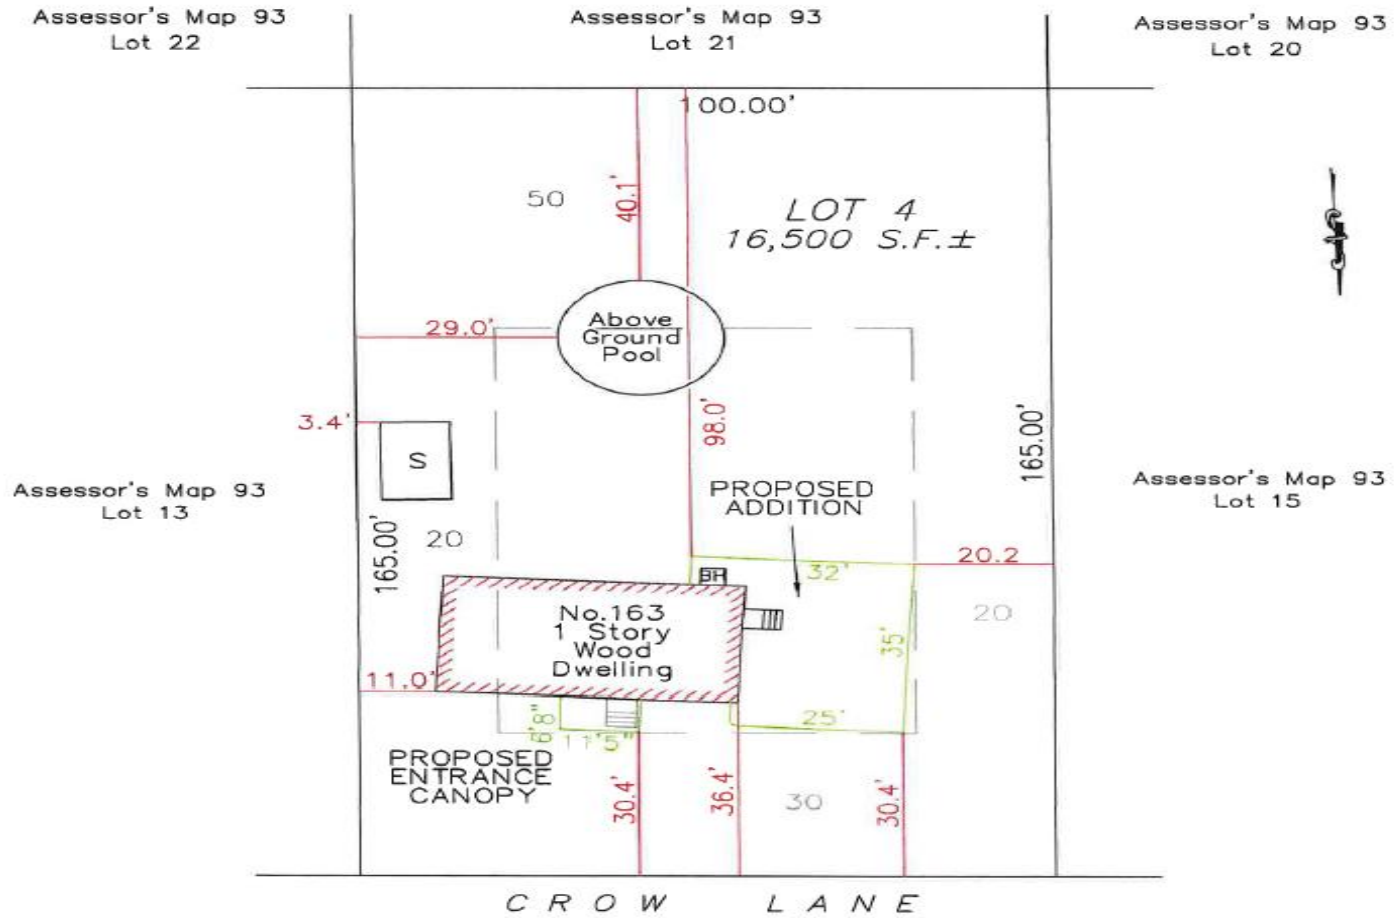 Assessor's Map 93
Lot 22
Assessor's Map 93
Lot 21
Assessor's Map 93
Lot 20
100.00'
50
40.1'
LOT 4
16,500 S.F.±
Above
Ground
Pool
29.0'
3.4'
S
98.0'
165.00'
Assessor's Map 93
Lot 13
Assessor's Map 93
Lot 15
165.00'
20
PROPOSED
ADDITION
20.2
BH
32'
No.163
1 Story
Wood
Dwelling
20
35'
11.0'
25'
6'8"
11'5"
PROPOSED
ENTRANCE
CANOPY
30.4'
36.4'
30
30.4'
CROW LANE